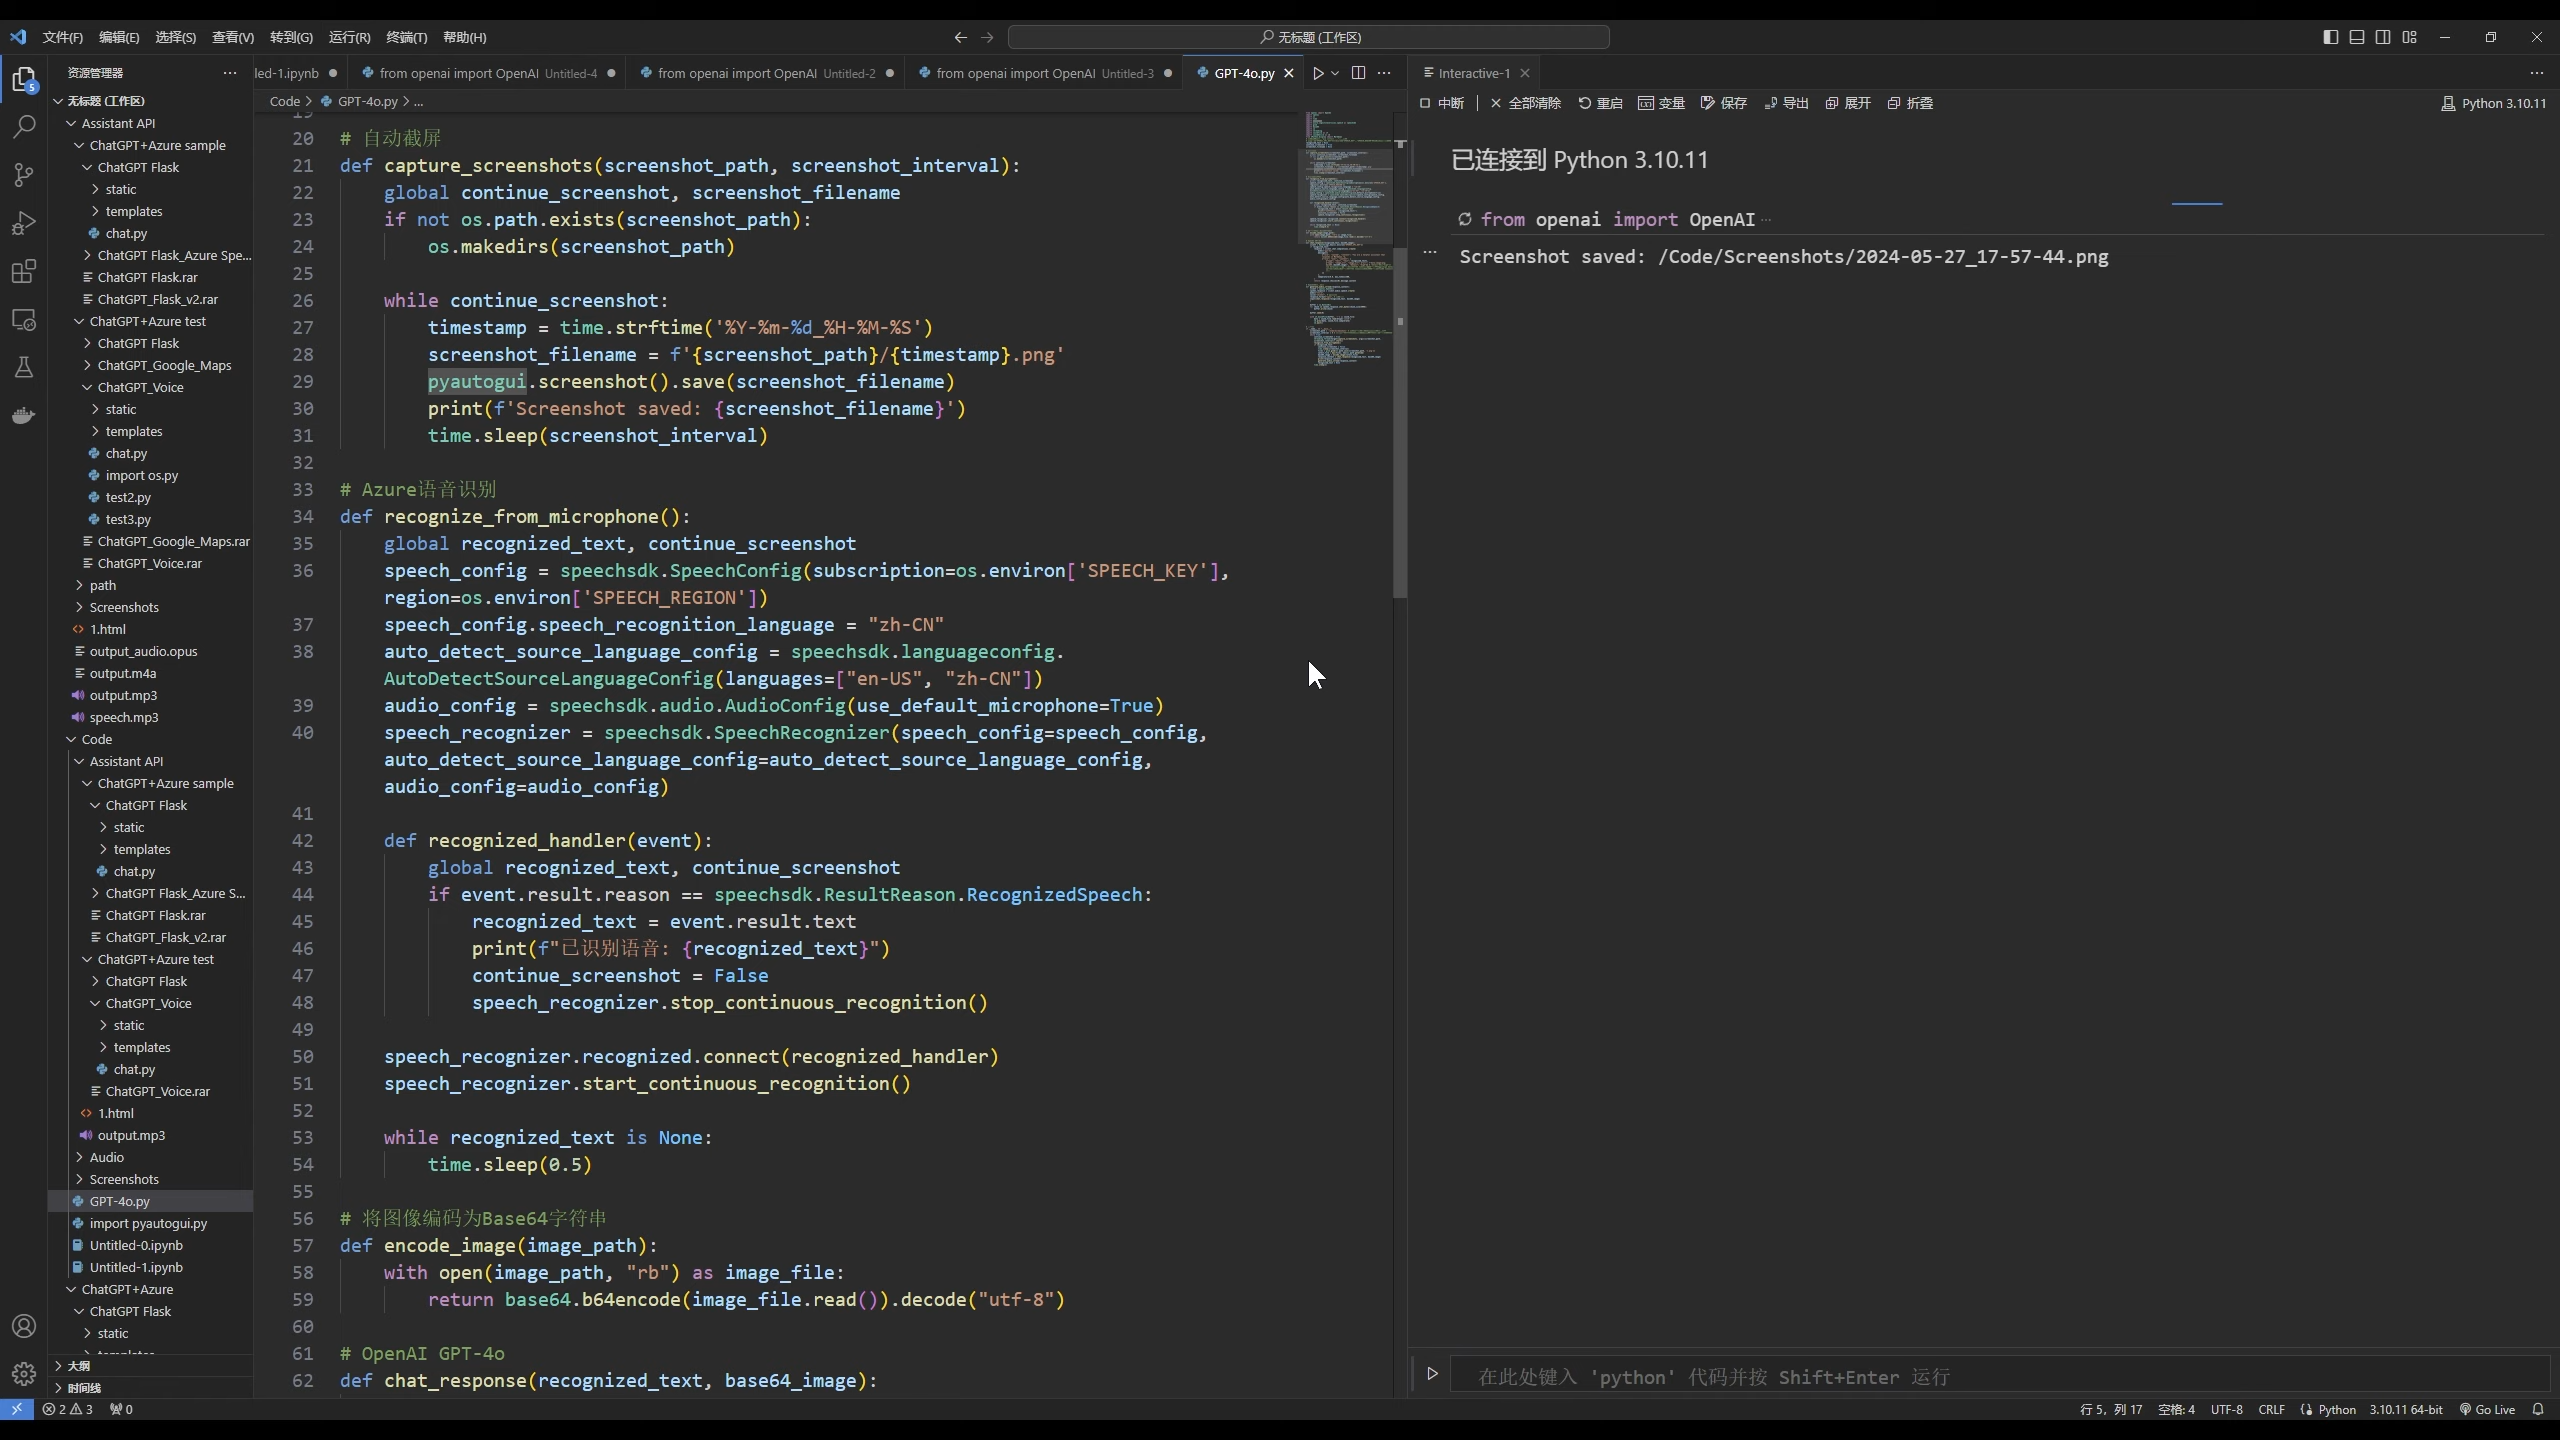 文件(F) 编辑(E) 选择(S) 查看(V) 转到(G) 运行(R) 终端(T) 帮助(H)
无标题 (工作区)
资源管理器
led-1.ipynb
from openai import OpenAI Untitled-4
from openai import OpenAI Untitled-2
from openai import OpenAI Untitled-3
GPT-4o.py
Interactive-1
5
无标题 (工作区)
Assistant API
ChatGPT+Azure sample
ChatGPT Flask
static
templates
chat.py
ChatGPT Flask_Azure Spe...
ChatGPT Flask.rar
ChatGPT_Flask_v2.rar
ChatGPT+Azure test
ChatGPT Flask
ChatGPT_Google_Maps
ChatGPT_Voice
static
templates
chat.py
import os.py
test2.py
test3.py
ChatGPT_Google_Maps.rar
ChatGPT_Voice.rar
path
Screenshots
1.html
output_audio.opus
output.m4a
output.mp3
speech.mp3
Code
Assistant API
ChatGPT+Azure sample
ChatGPT Flask
static
templates
chat.py
ChatGPT Flask_Azure S...
ChatGPT Flask.rar
ChatGPT_Flask_v2.rar
ChatGPT+Azure test
ChatGPT Flask
ChatGPT_Voice
static
templates
chat.py
ChatGPT_Voice.rar
1.html
output.mp3
Audio
Screenshots
GPT-4o.py
import pyautogui.py
Untitled-0.ipynb
Untitled-1.ipynb
ChatGPT+Azure
ChatGPT Flask
static
大纲
时间线
Code > GPT-4o.py > ...
19
20 # 自动截屏
21 def capture_screenshots(screenshot_path, screenshot_interval):
22 global continue_screenshot, screenshot_filename
23 if not os.path.exists(screenshot_path):
24 os.makedirs(screenshot_path)
25
26 while continue_screenshot:
27 timestamp = time.strftime('%Y-%m-%d_%H-%M-%S')
28 screenshot_filename = f'{screenshot_path}/{timestamp}.png'
29 pyautogui.screenshot().save(screenshot_filename)
30 print(f'Screenshot saved: {screenshot_filename}')
31 time.sleep(screenshot_interval)
32
33 # Azure语音识别
34 def recognize_from_microphone():
35 global recognized_text, continue_screenshot
36 speech_config = speechsdk.SpeechConfig(subscription=os.environ['SPEECH_KEY'],
region=os.environ['SPEECH_REGION'])
37 speech_config.speech_recognition_language = "zh-CN"
38 auto_detect_source_language_config = speechsdk.languageconfig.
AutoDetectSourceLanguageConfig(languages=["en-US", "zh-CN"])
39 audio_config = speechsdk.audio.AudioConfig(use_default_microphone=True)
40 speech_recognizer = speechsdk.SpeechRecognizer(speech_config=speech_config,
auto_detect_source_language_config=auto_detect_source_language_config,
audio_config=audio_config)
41
42 def recognized_handler(event):
43 global recognized_text, continue_screenshot
44 if event.result.reason == speechsdk.ResultReason.RecognizedSpeech:
45 recognized_text = event.result.text
46 print(f"已识别语音: {recognized_text}")
47 continue_screenshot = False
48 speech_recognizer.stop_continuous_recognition()
49
50 speech_recognizer.recognized.connect(recognized_handler)
51 speech_recognizer.start_continuous_recognition()
52
53 while recognized_text is None:
54 time.sleep(0.5)
55
56 # 将图像编码为Base64字符串
57 def encode_image(image_path):
58 with open(image_path, "rb") as image_file:
59 return base64.b64encode(image_file.read()).decode("utf-8")
60
61 # OpenAI GPT-4o
62 def chat_response(recognized_text, base64_image):
中断 全部清除 重启 变量 保存 导出 展开 折叠 Python 3.10.11
已连接到 Python 3.10.11
from openai import OpenAI ...
Screenshot saved: /Code/Screenshots/2024-05-27_17-57-44.png
在此处键入 'python' 代码并按 Shift+Enter 运行
2 3 0
行 5, 列 17 空格: 4 UTF-8 CRLF Python 3.10.11 64-bit Go Live